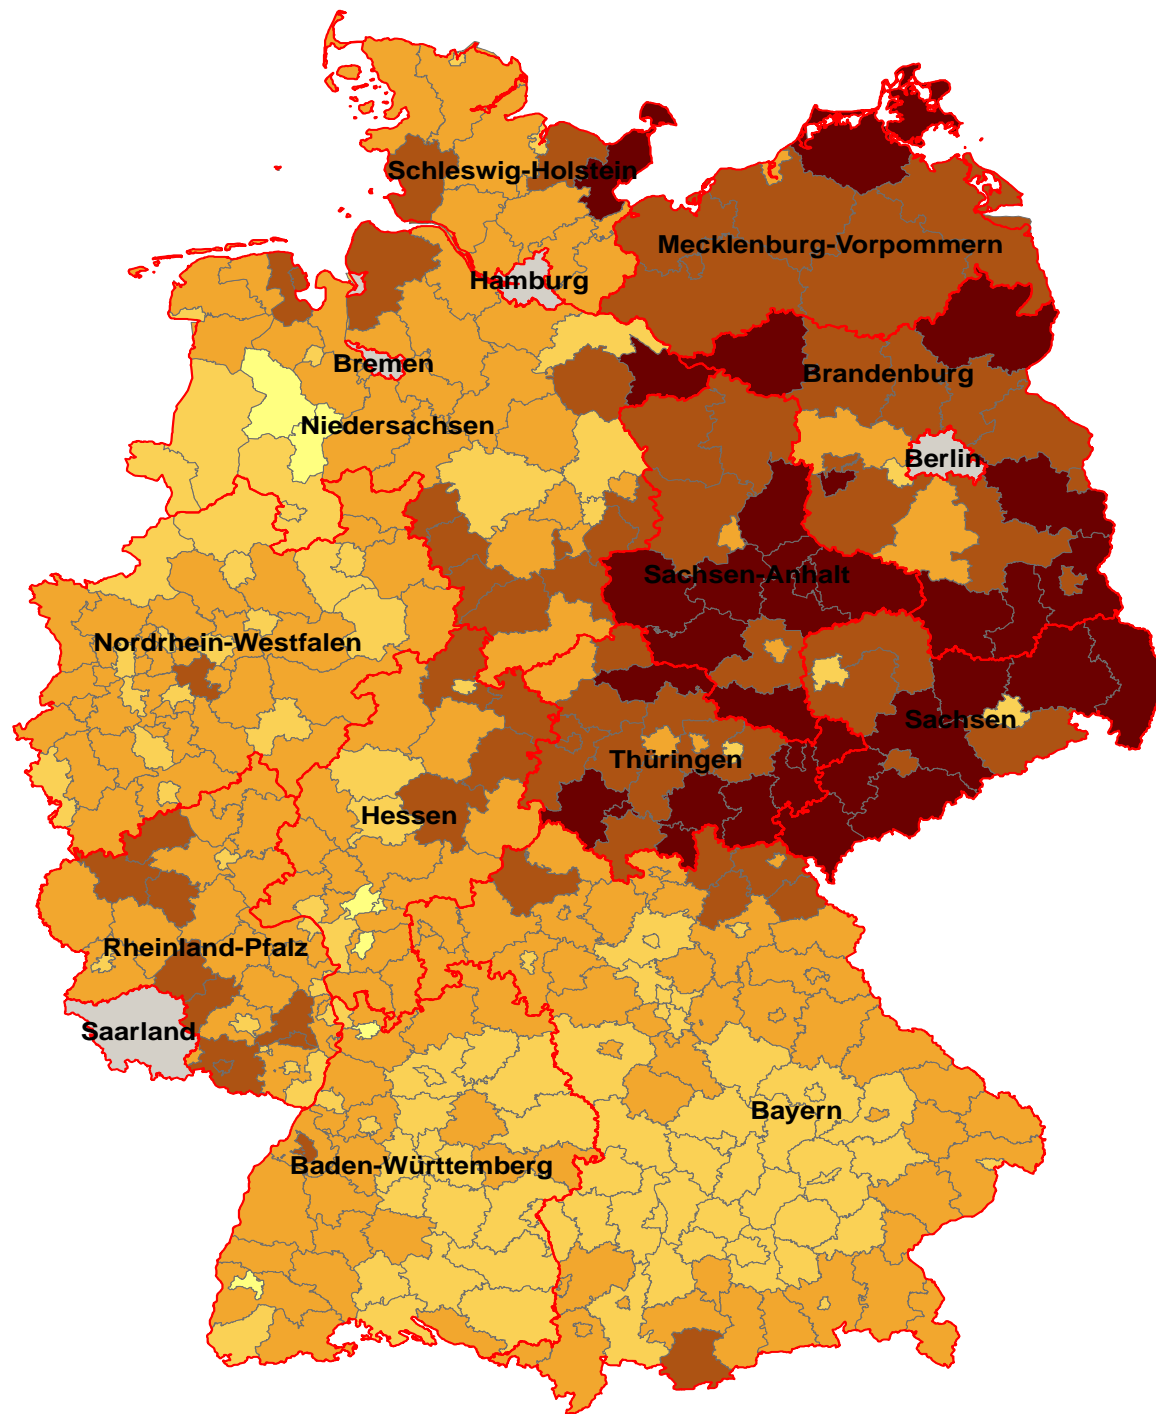 Schleswig-Holstein
Mecklenburg-Vorpommern
Hamburg
Bremen
Brandenburg
Niedersachsen
Berlin
Sachsen-Anhalt
Nordrhein-Westfalen
Sachsen
Thüringen
Hessen
Rheinland-Pfalz
Saarland
Bayern
Baden-Württemberg